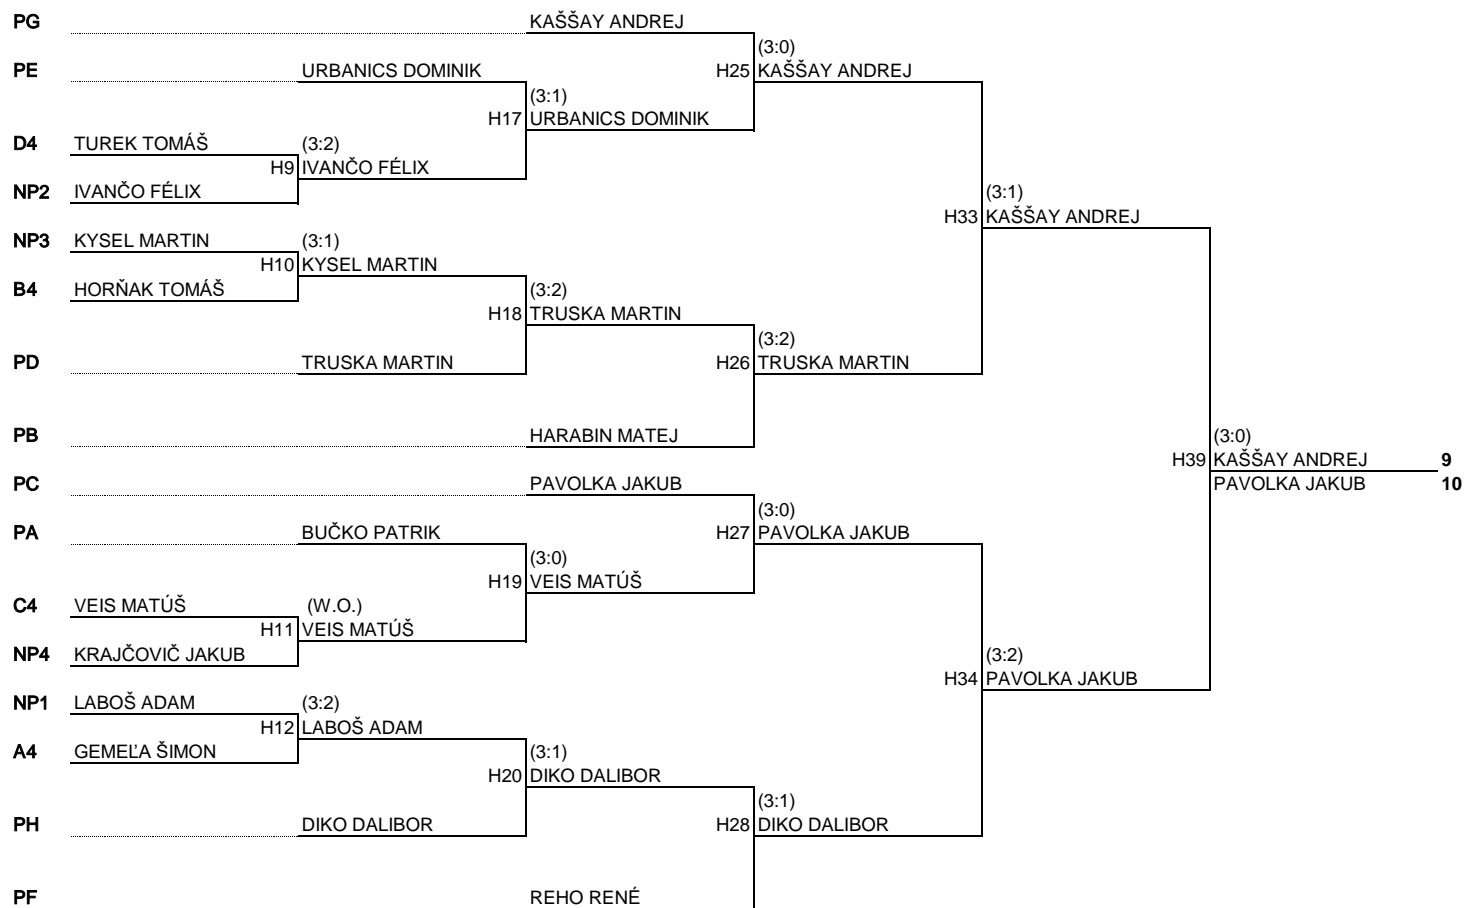 PG KAŠŠAY ANDREJ
(3:0)
PE URBANICS DOMINIK H25 KAŠŠAY ANDREJ
(3:1)
H17 URBANICS DOMINIK
D4 TUREK TOMÁŠ (3:2)
H9 IVANČO FÉLIX
NP2 IVANČO FÉLIX (3:1)
H33 KAŠŠAY ANDREJ
NP3 KYSEL MARTIN (3:1)
H10 KYSEL MARTIN
B4 HORŇAK TOMÁŠ (3:2)
H18 TRUSKA MARTIN
(3:2)
PD TRUSKA MARTIN H26 TRUSKA MARTIN
PB HARABIN MATEJ (3:0)
H39 KAŠŠAY ANDREJ 9
PC PAVOLKA JAKUB PAVOLKA JAKUB 10
(3:0)
PA BUČKO PATRIK H27 PAVOLKA JAKUB
(3:0)
H19 VEIS MATÚŠ
C4 VEIS MATÚŠ (W.O.)
H11 VEIS MATÚŠ
NP4 KRAJČOVIČ JAKUB (3:2)
H34 PAVOLKA JAKUB
NP1 LABOŠ ADAM (3:2)
H12 LABOŠ ADAM
A4 GEMEĽA ŠIMON (3:1)
H20 DIKO DALIBOR
(3:1)
PH DIKO DALIBOR H28 DIKO DALIBOR
PF REHO RENÉ